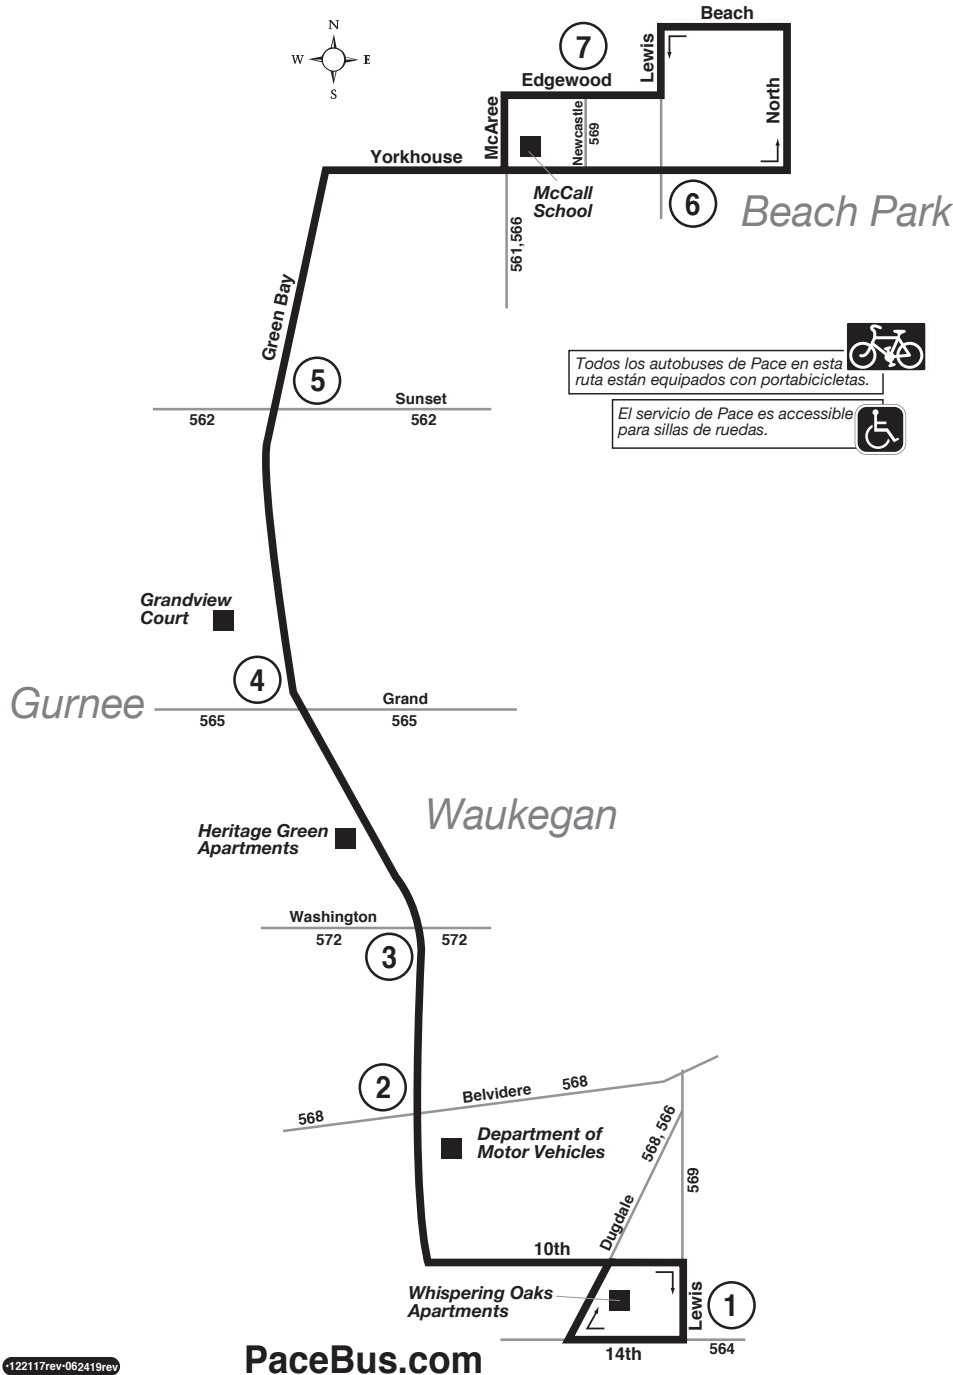 N
W
E
S
Beach
7
Lewis
Edgewood
North
McAree
Newcastle
569
Yorkhouse
McCall
School
6
Beach Park
561,566
Green Bay
5
Todos los autobuses de Pace en esta
ruta están equipados con portabicicletas.
El servicio de Pace es accessible
para sillas de ruedas.
Sunset
562
562
Grandview
Court
4
Gurnee
Grand
565
565
Waukegan
Heritage Green
Apartments
Washington
572
572
3
2
Belvidere
568
568
Department of
Motor Vehicles
568, 566
569
Dugdale
10th
Whispering Oaks
Apartments
Lewis
1
14th
564
PaceBus.com
•122117rev•062419rev